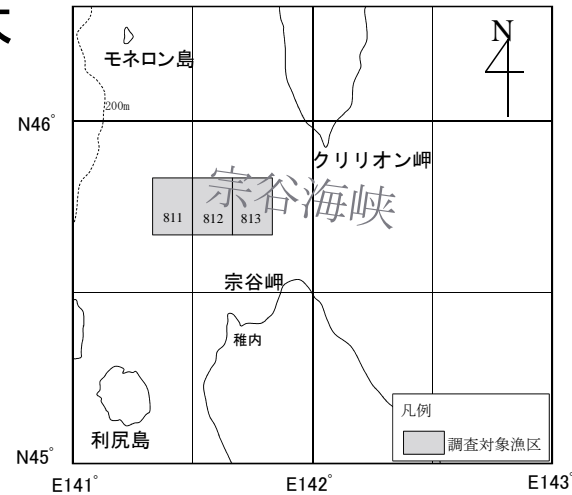 モネロン島
200m
N
N46°
クリリオン岬
宗谷海峡
811
812
813
宗谷岬
稚内
利尻島
凡例
調査対象漁区
N45°
E141°
E142°
E143°